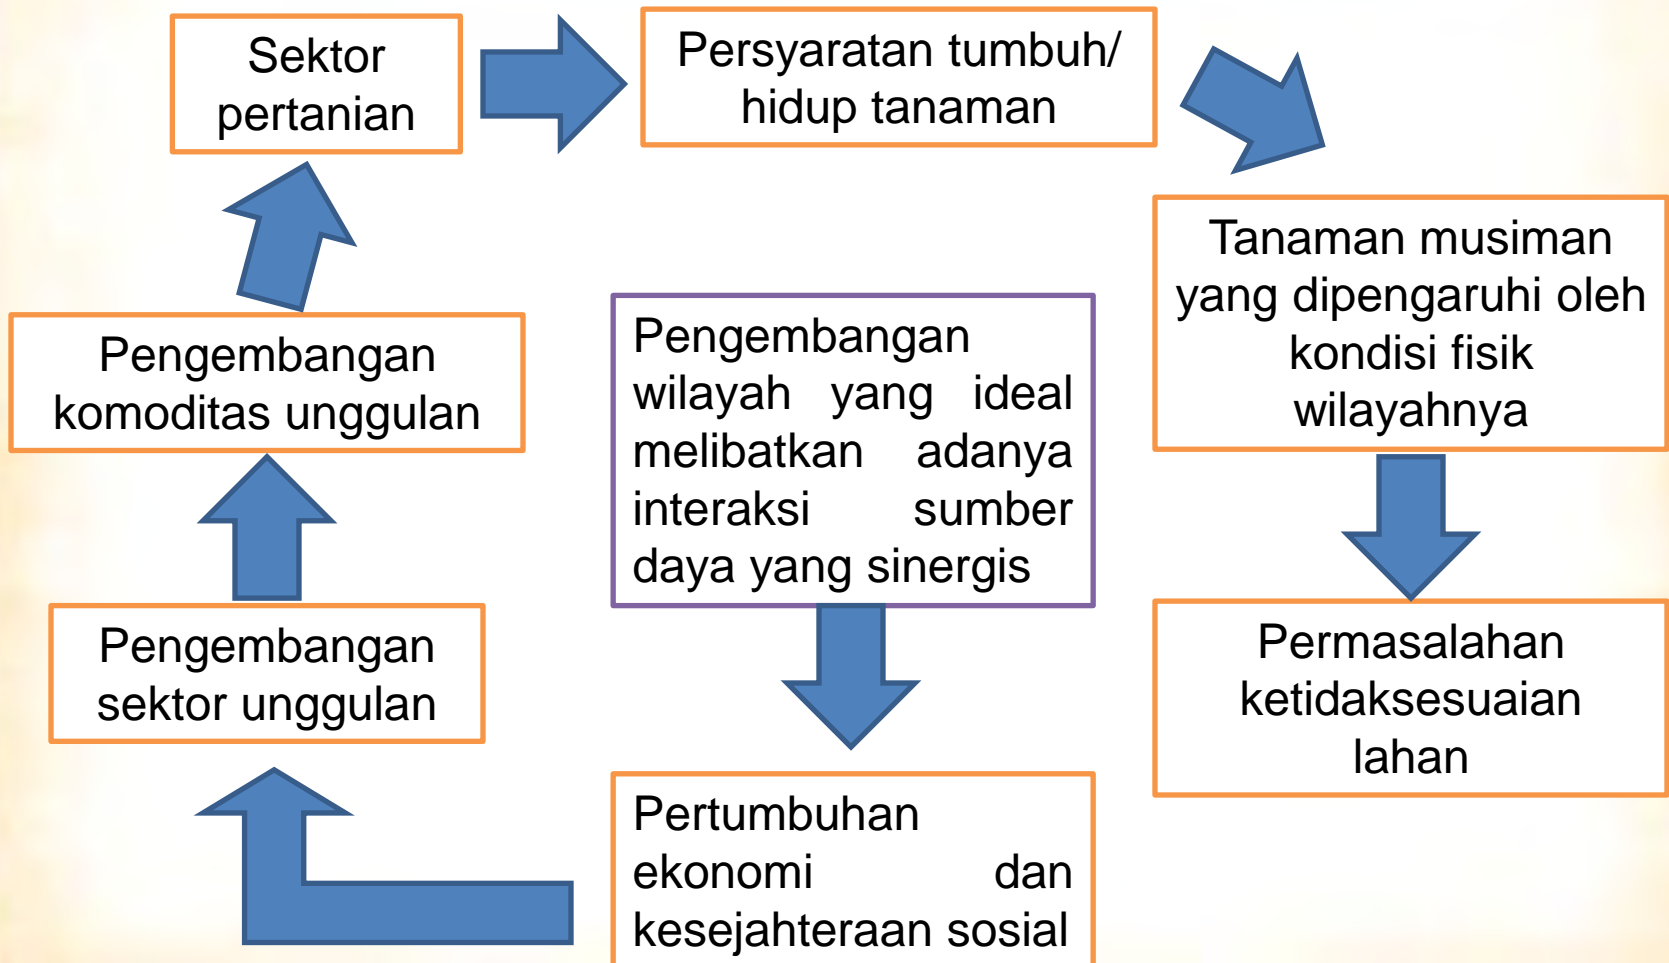 Sektor
pertanian
Persyaratan tumbuh/
hidup tanaman
Tanaman musiman
yang dipengaruhi oleh
kondisi fisik
wilayahnya
Pengembangan
komoditas unggulan
Pengembangan
wilayah yang ideal
melibatkan adanya
interaksi sumber
daya yang sinergis
Pengembangan
sektor unggulan
Permasalahan
ketidaksesuaian
lahan
Pertumbuhan
ekonomi dan
kesejahteraan sosial